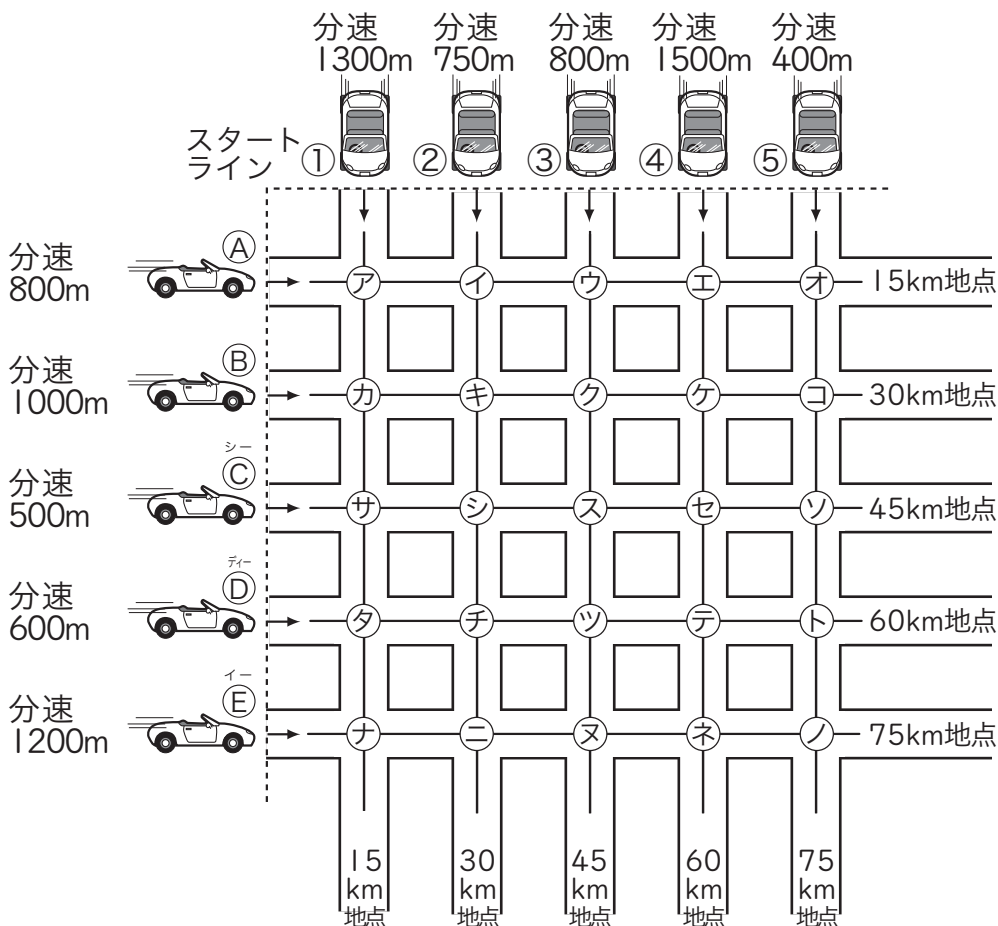 分速
1300m
分速
750m
分速
800m
分速
1500m
分速
400m
スタート
ライン
① ② ③ ④ ⑤
分速
800m
Ⓐ
ア イ ウ エ オ 15km地点
分速
1000m
Ⓑ
カ キ ク ケ コ 30km地点
分速
500m
シー
Ⓒ
サ シ ス セ ソ 45km地点
分速
600m
ディー
Ⓓ
タ チ ツ テ ト 60km地点
分速
1200m
イー
Ⓔ
ナ ニ ヌ ネ ノ 75km地点
15
km
地点
30
km
地点
45
km
地点
60
km
地点
75
km
地点